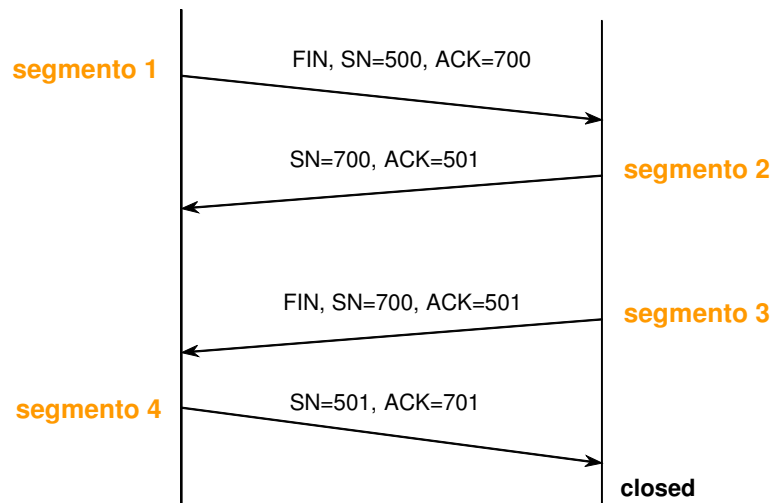 segmento 1
FIN, SN=500, ACK=700
SN=700, ACK=501
segmento 2
FIN, SN=700, ACK=501
segmento 3
segmento 4
SN=501, ACK=701
closed